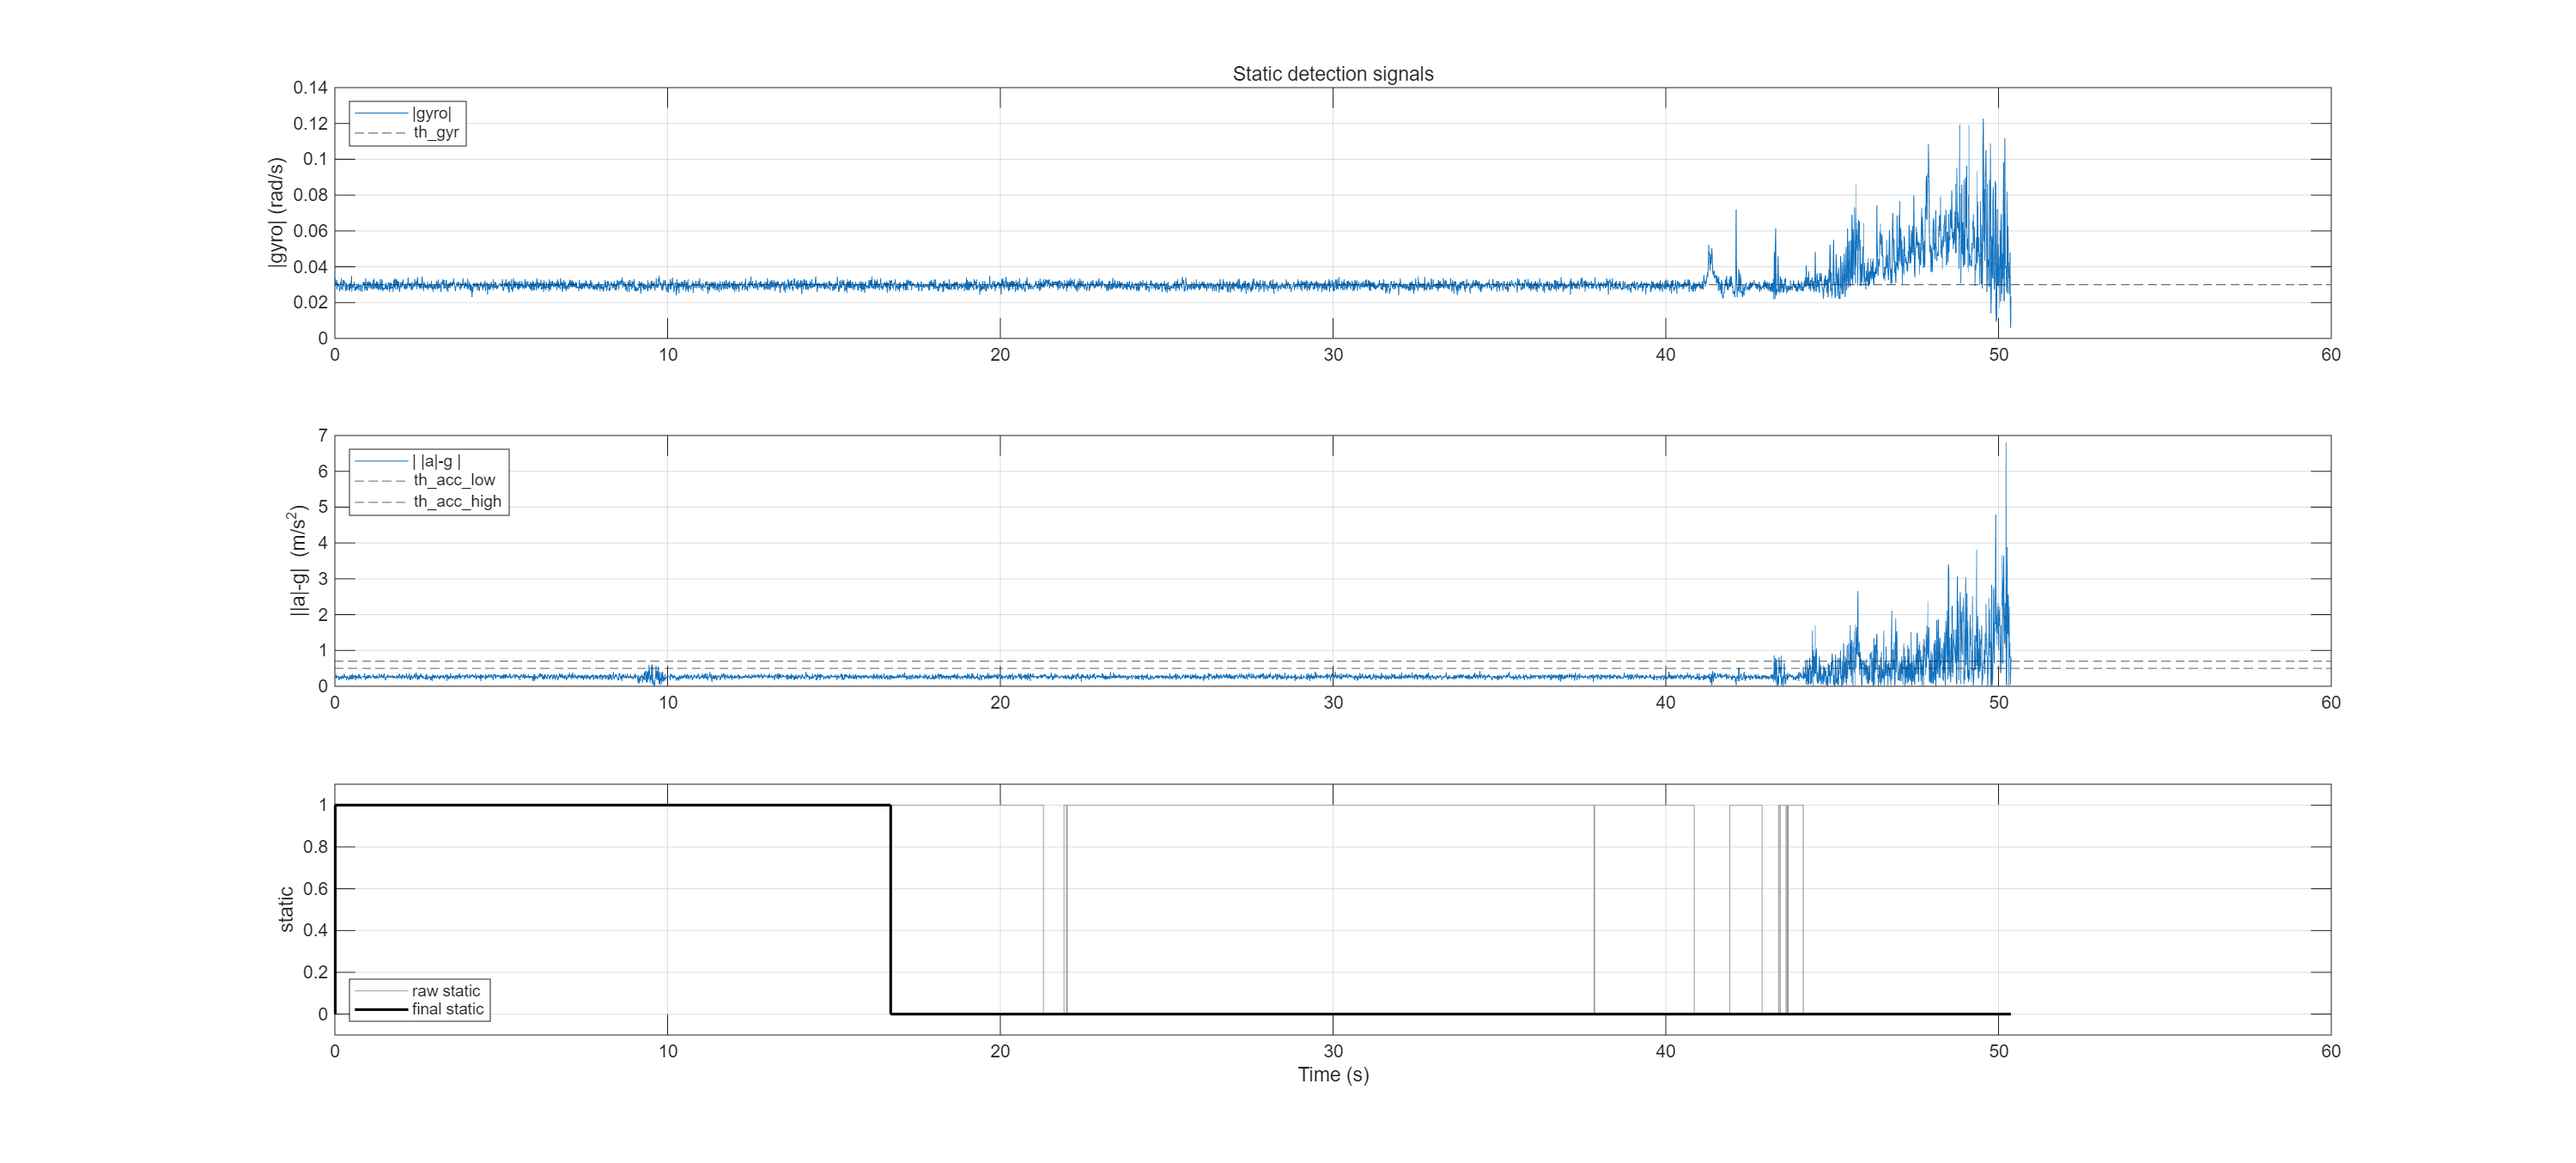 Static detection signals
0.14
0.12
0.1
0.08
0.06
0.04
0.02
0
|gyro| (rad/s)
|gyro|
th_gyr
0 10 20 30 40 50 60
7
6
5
4
3
2
1
0
||a|-g| (m/s²)
| |a|-g |
th_acc_low
th_acc_high
0 10 20 30 40 50 60
1
0.8
0.6
0.4
0.2
0
static
raw static
final static
0 10 20 30 40 50 60
Time (s)